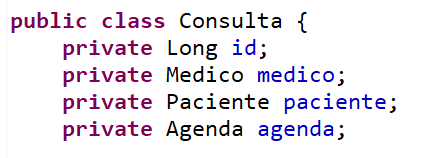 public class Consulta {
    private Long id;
    private Medico medico;
    private Paciente paciente;
    private Agenda agenda;